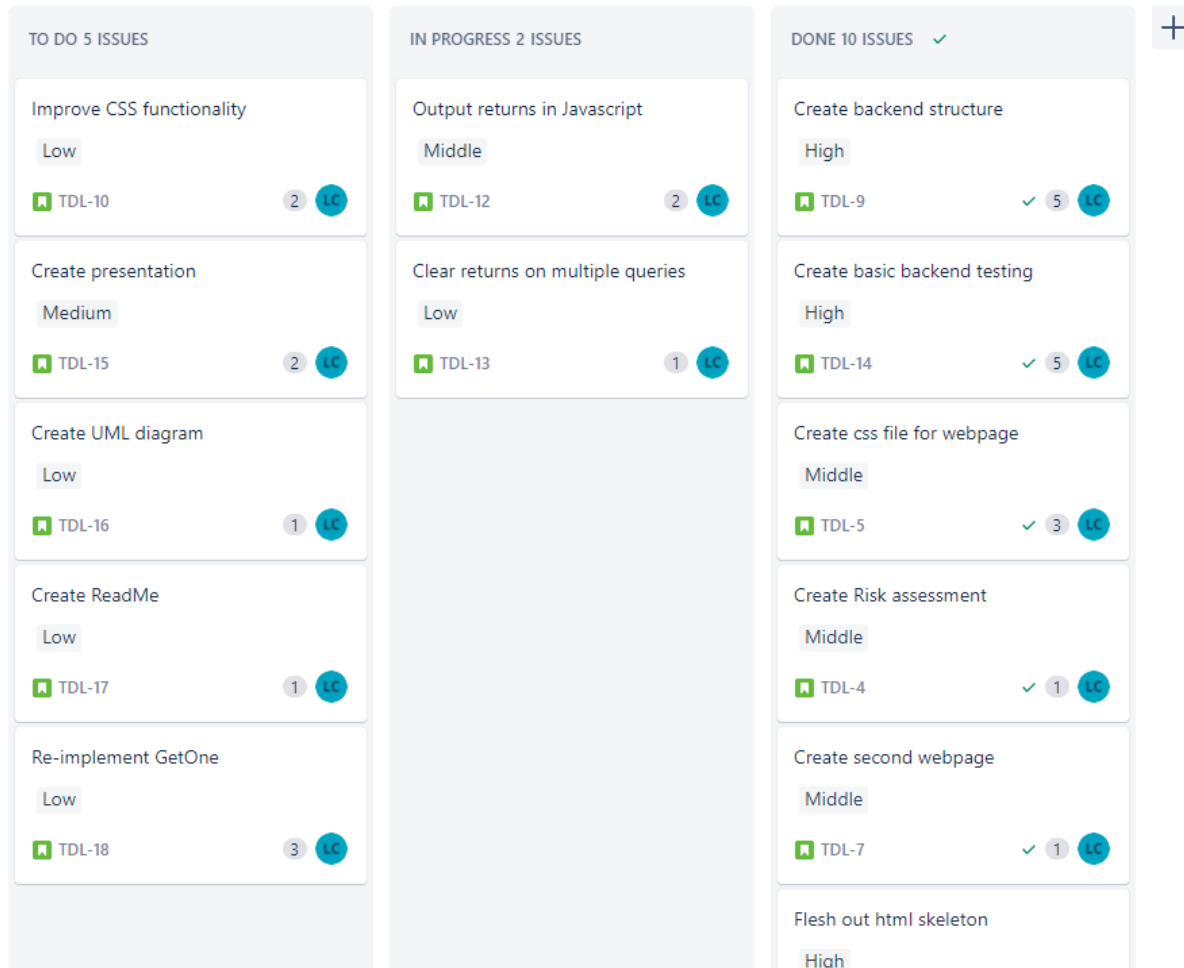 TO DO 5 ISSUES
Improve CSS functionality
Low
TDL-10 2 LC
Create presentation
Medium
TDL-15 2 LC
Create UML diagram
Low
TDL-16 1 LC
Create ReadMe
Low
TDL-17 1 LC
Re-implement GetOne
Low
TDL-18 3 LC
IN PROGRESS 2 ISSUES
Output returns in Javascript
Middle
TDL-12 2 LC
Clear returns on multiple queries
Low
TDL-13 1 LC
DONE 10 ISSUES
Create backend structure
High
TDL-9 5 LC
Create basic backend testing
High
TDL-14 5 LC
Create css file for webpage
Middle
TDL-5 3 LC
Create Risk assessment
Middle
TDL-4 1 LC
Create second webpage
Middle
TDL-7 1 LC
Flesh out html skeleton
High